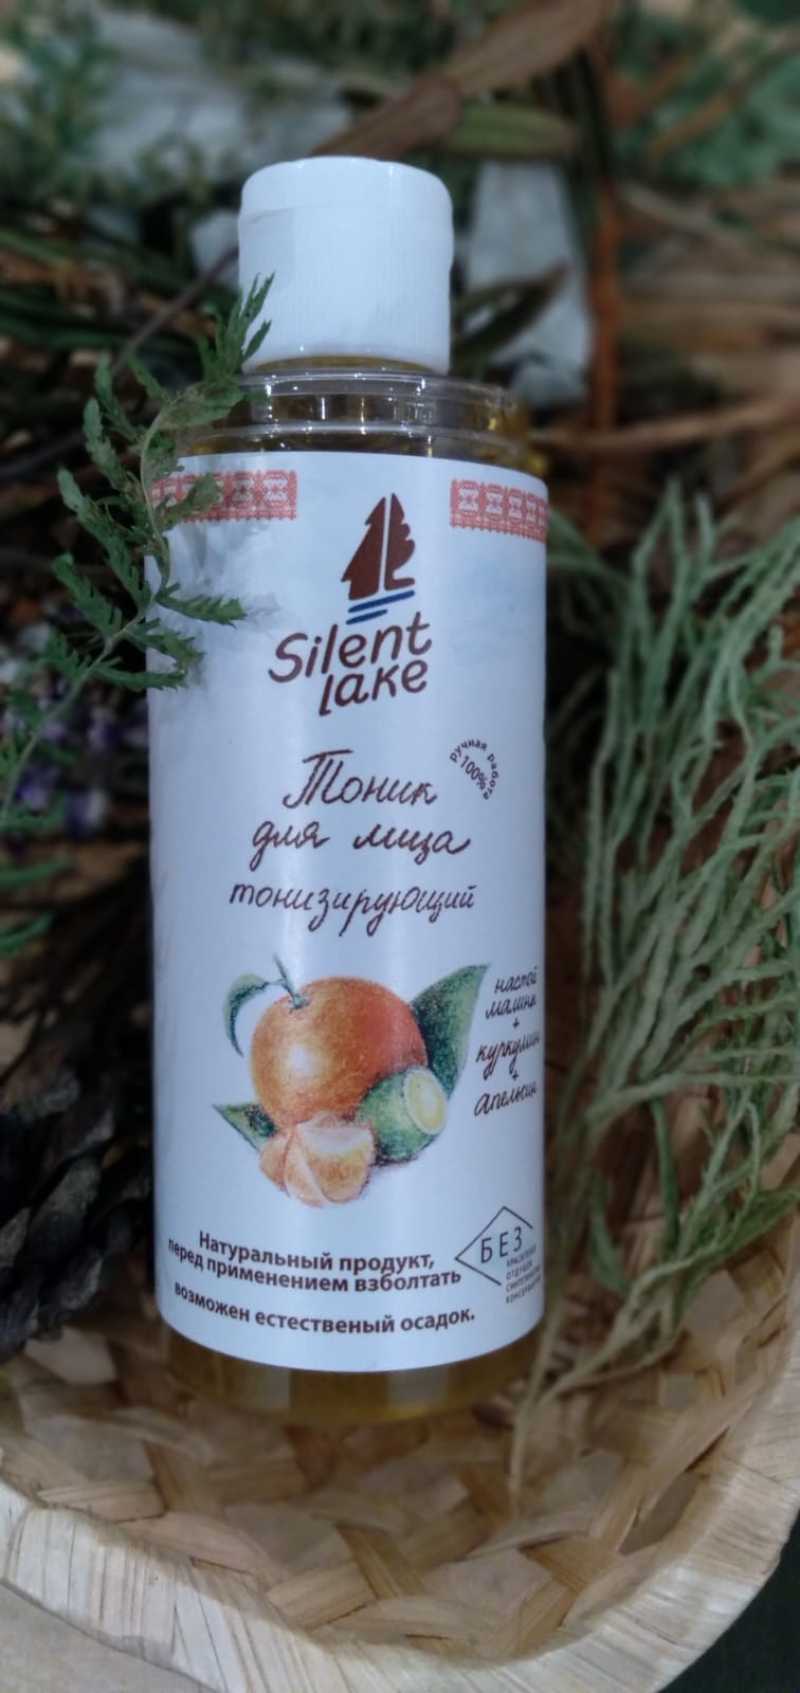 Silent
lake
ручная работа
100%
Тоник
для лица
тонизирующий
настой
малины
+
куркумин
+
апельсин
Натуральный продукт,
перед применением взболтать
возможен естественый осадок.
БЕЗ